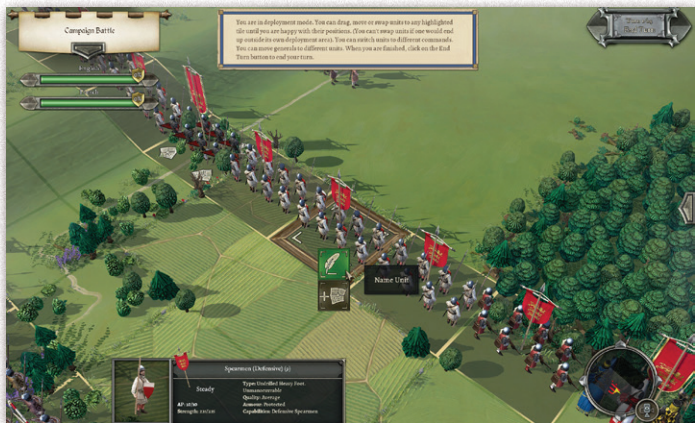 Campaign Battle
You are in deployment mode. You can drag, move or swap units to any highlighted
tile until you are happy with their positions. (You can't swap units if one would end
up outside its own deployment area). You can switch units to different commands.
You can move generals to different units. When you are finished, click on the End
Turn button to end your turn.
Name Unit
Spearmen (Defensive)
Steady
Type: Undrilled Heavy Foot.
Unmanoeuvrable
Quality: Average
Armour: Protected
Capabilities: Defensive Spearmen
AP:
Strength: